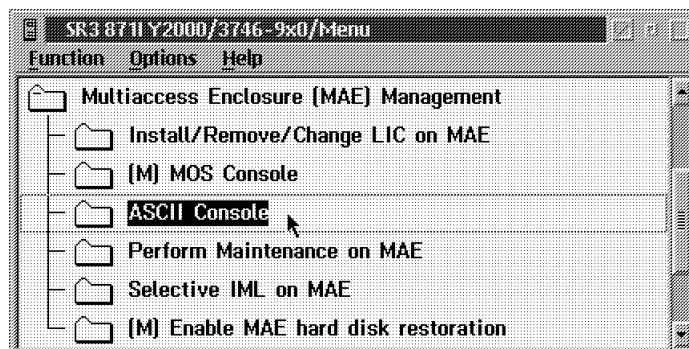 SR3 871I Y2000/3746-9x0/Menu
Function Options Help
Multiaccess Enclosure (MAE) Management
Install/Remove/Change LIC on MAE
(M) MOS Console
ASCII Console
Perform Maintenance on MAE
Selective IML on MAE
(M) Enable MAE hard disk restoration